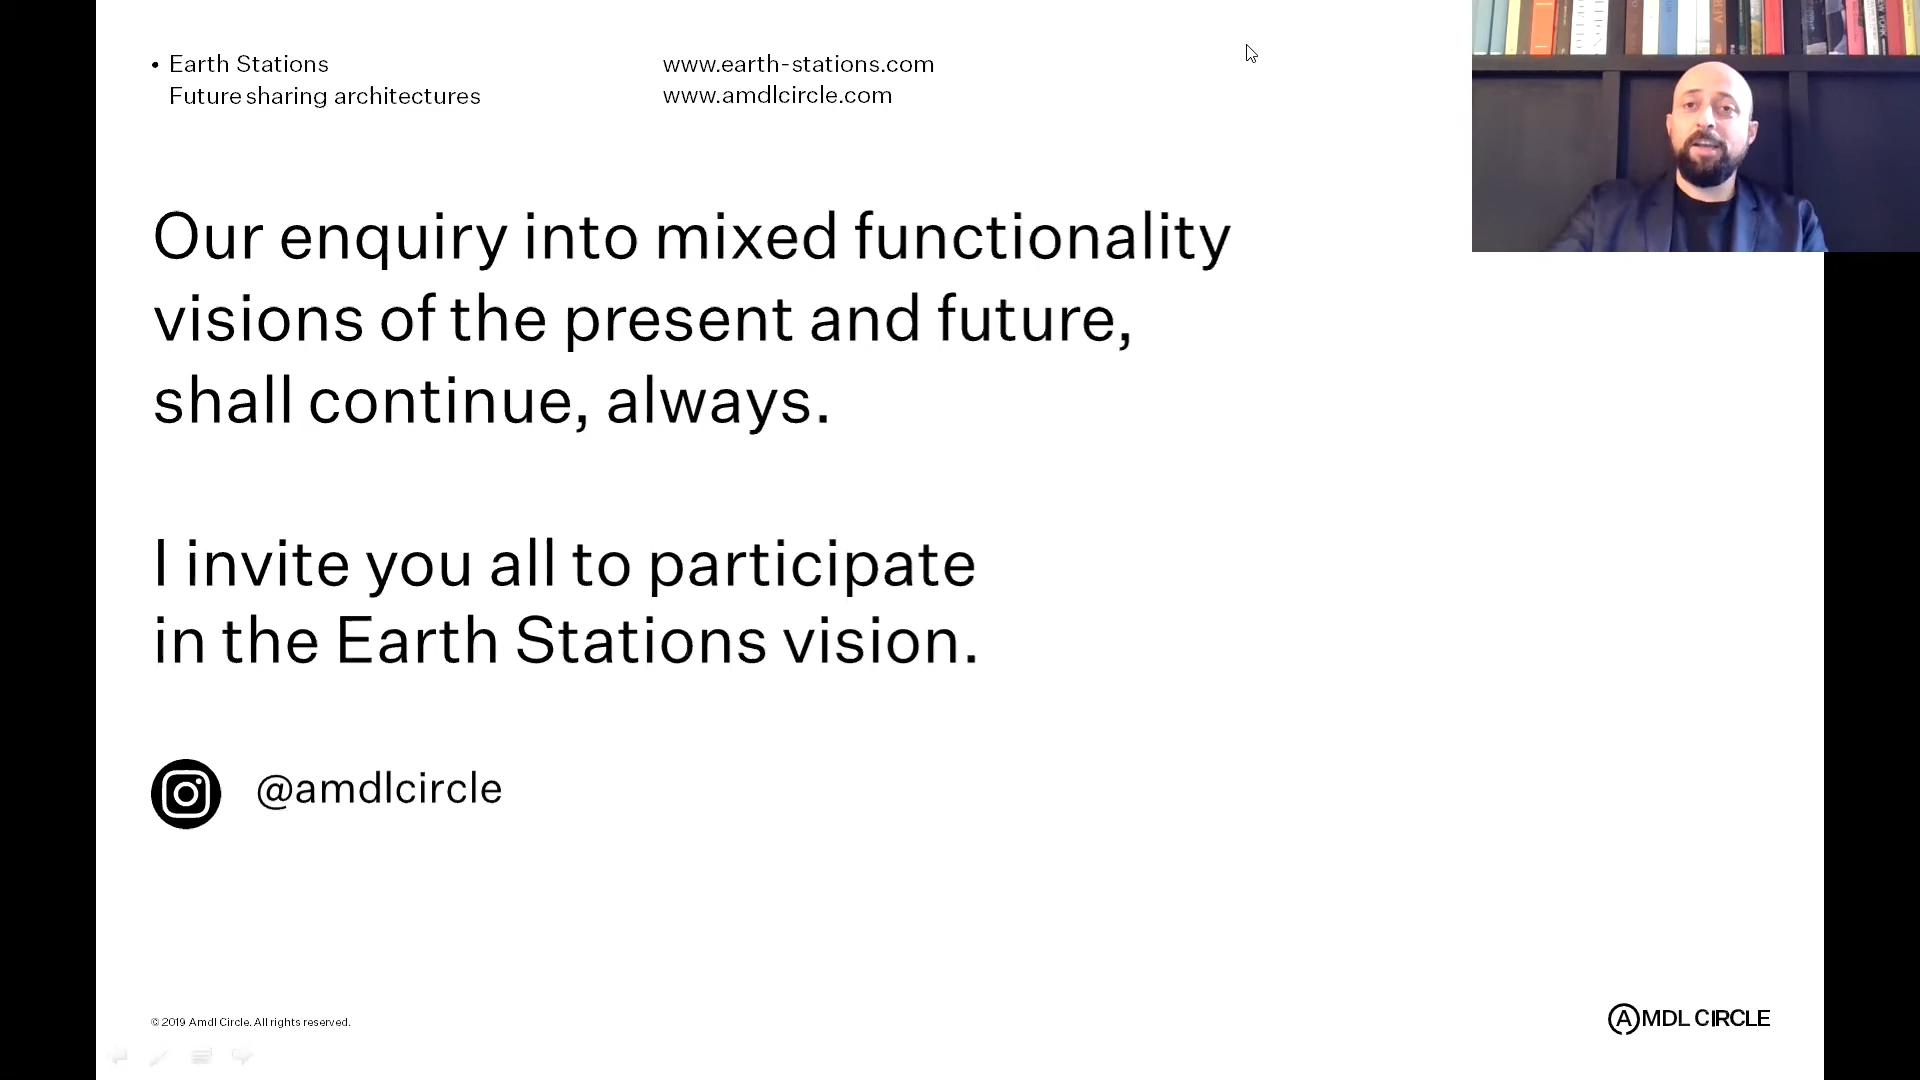 • Earth Stations
Future sharing architectures
www.earth-stations.com
www.amdlcircle.com
Our enquiry into mixed functionality
visions of the present and future,
shall continue, always.
I invite you all to participate
in the Earth Stations vision.
@amdlcircle
© 2019 Amdl Circle. All rights reserved.
AMDL CIRCLE